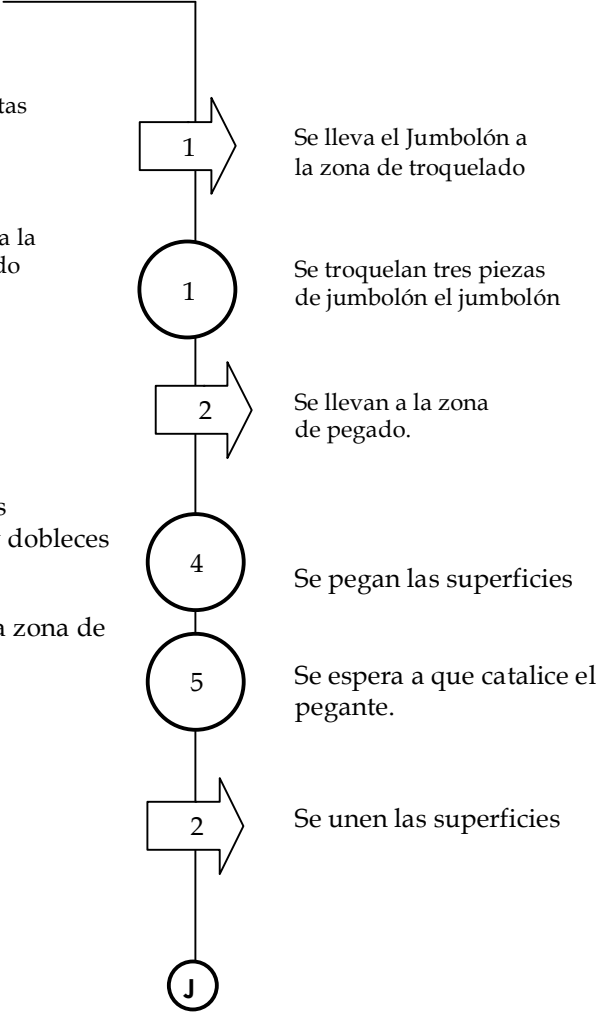 tas
1
Se lleva el Jumbolón a
la zona de troquelado
a la
do
1
Se troquelan tres piezas
de jumbolón el jumbolón
2
Se llevan a la zona
de pegado.
s
dobleces
4
Se pegan las superficies
a zona de
5
Se espera a que catalice el
pegante.
2
Se unen las superficies
J